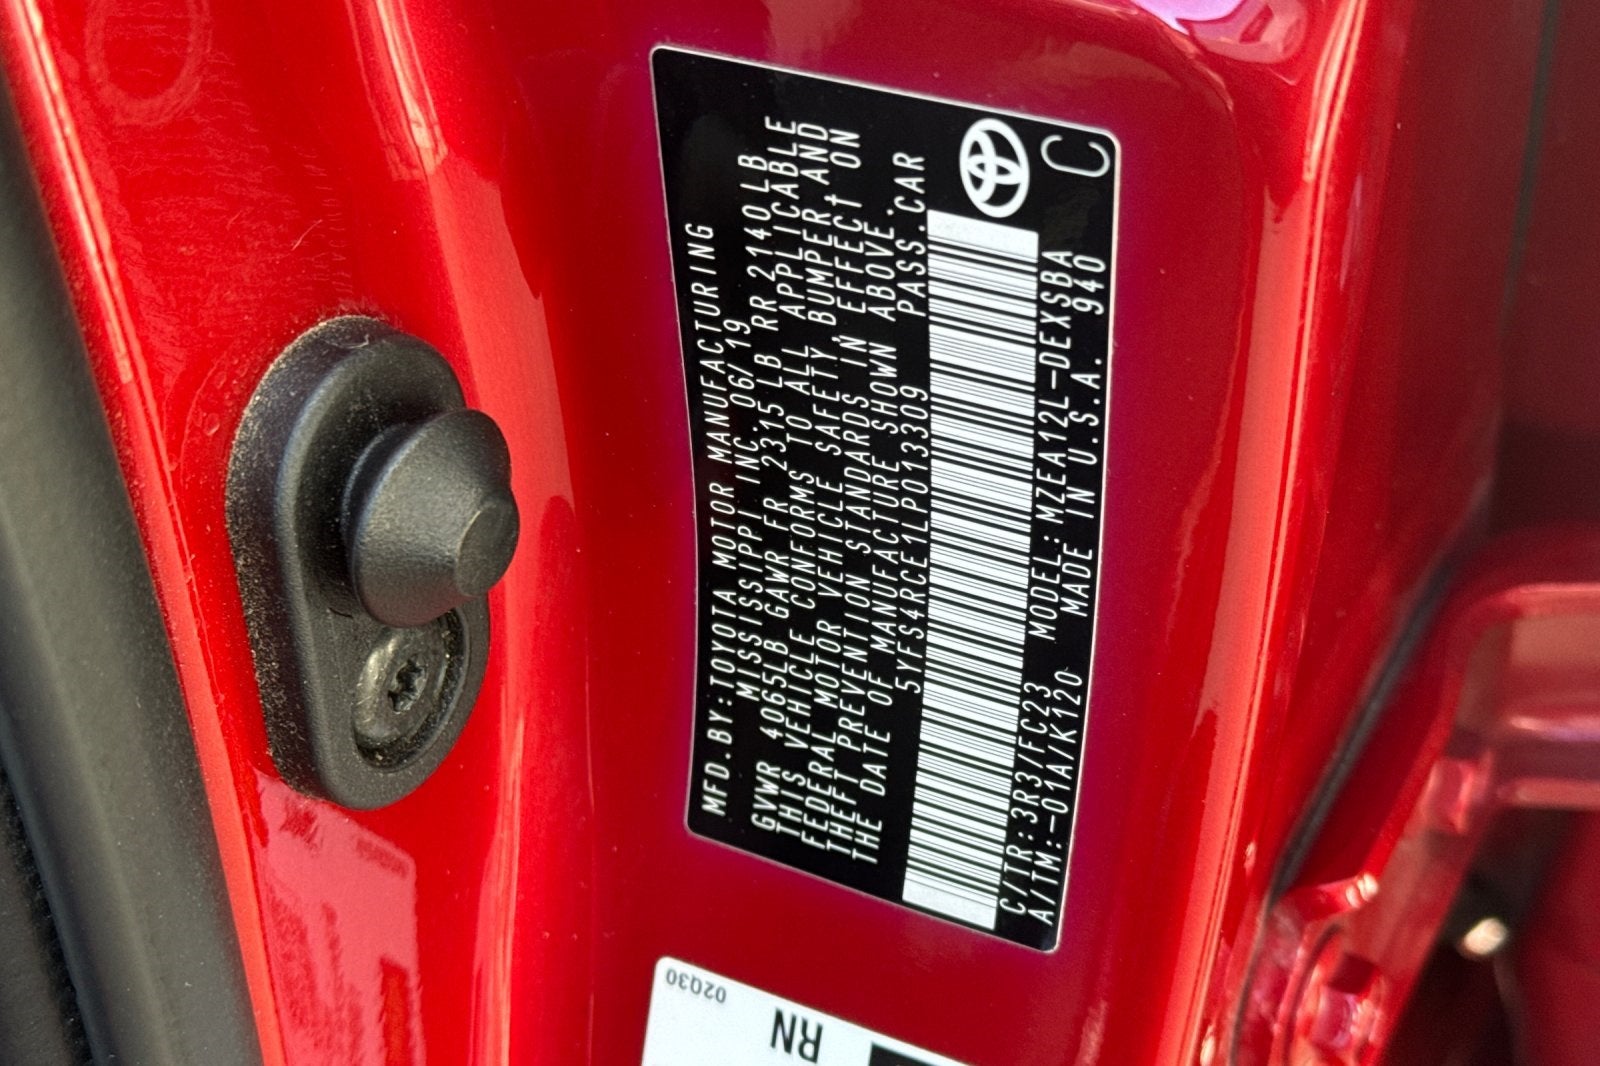 MFD.BY:TOYOTA MOTOR MANUFACTURING
MISSISSIPPI INC. 06/19
GVWR 4065LB GAWR FR 2315 LB RR 2140 LB
THIS VEHICLE CONFORMS TO ALL APPLICABLE
FEDERAL MOTOR VEHICLE SAFETY, BUMPER, AND
THEFT PREVENTION STANDARDS IN EFFECT ON
THE DATE OF MANUFACTURE SHOWN ABOVE.
5YFS4RCE1LP013309 PASS.CAR
C/TR:3R3/FC23 MODEL:MZEA12L-DEXSBA
A/TM:-01A/K120 MADE IN U.S.A. 940
C
02Q30
RN